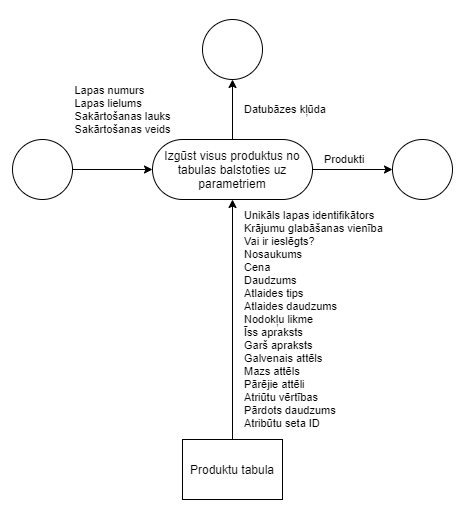 Datubāzes kļūda
Lapas numurs
Lapas lielums
Sakārtošanas lauks
Sakārtošanas veids
Izgūst visus produktus no
tabulas balstoties uz
parametriem
Produkti
Unikāls lapas identifikātors
Krājumu glabāšanas vienība
Vai ir ieslēgts?
Nosaukums
Cena
Daudzums
Atlaides tips
Atlaides daudzums
Nodokļu likme
Īss apraksts
Garš apraksts
Galvenais attēls
Mazs attēls
Pārējie attēli
Atriūtu vērtības
Pārdots daudzums
Atribūtu seta ID
Produktu tabula